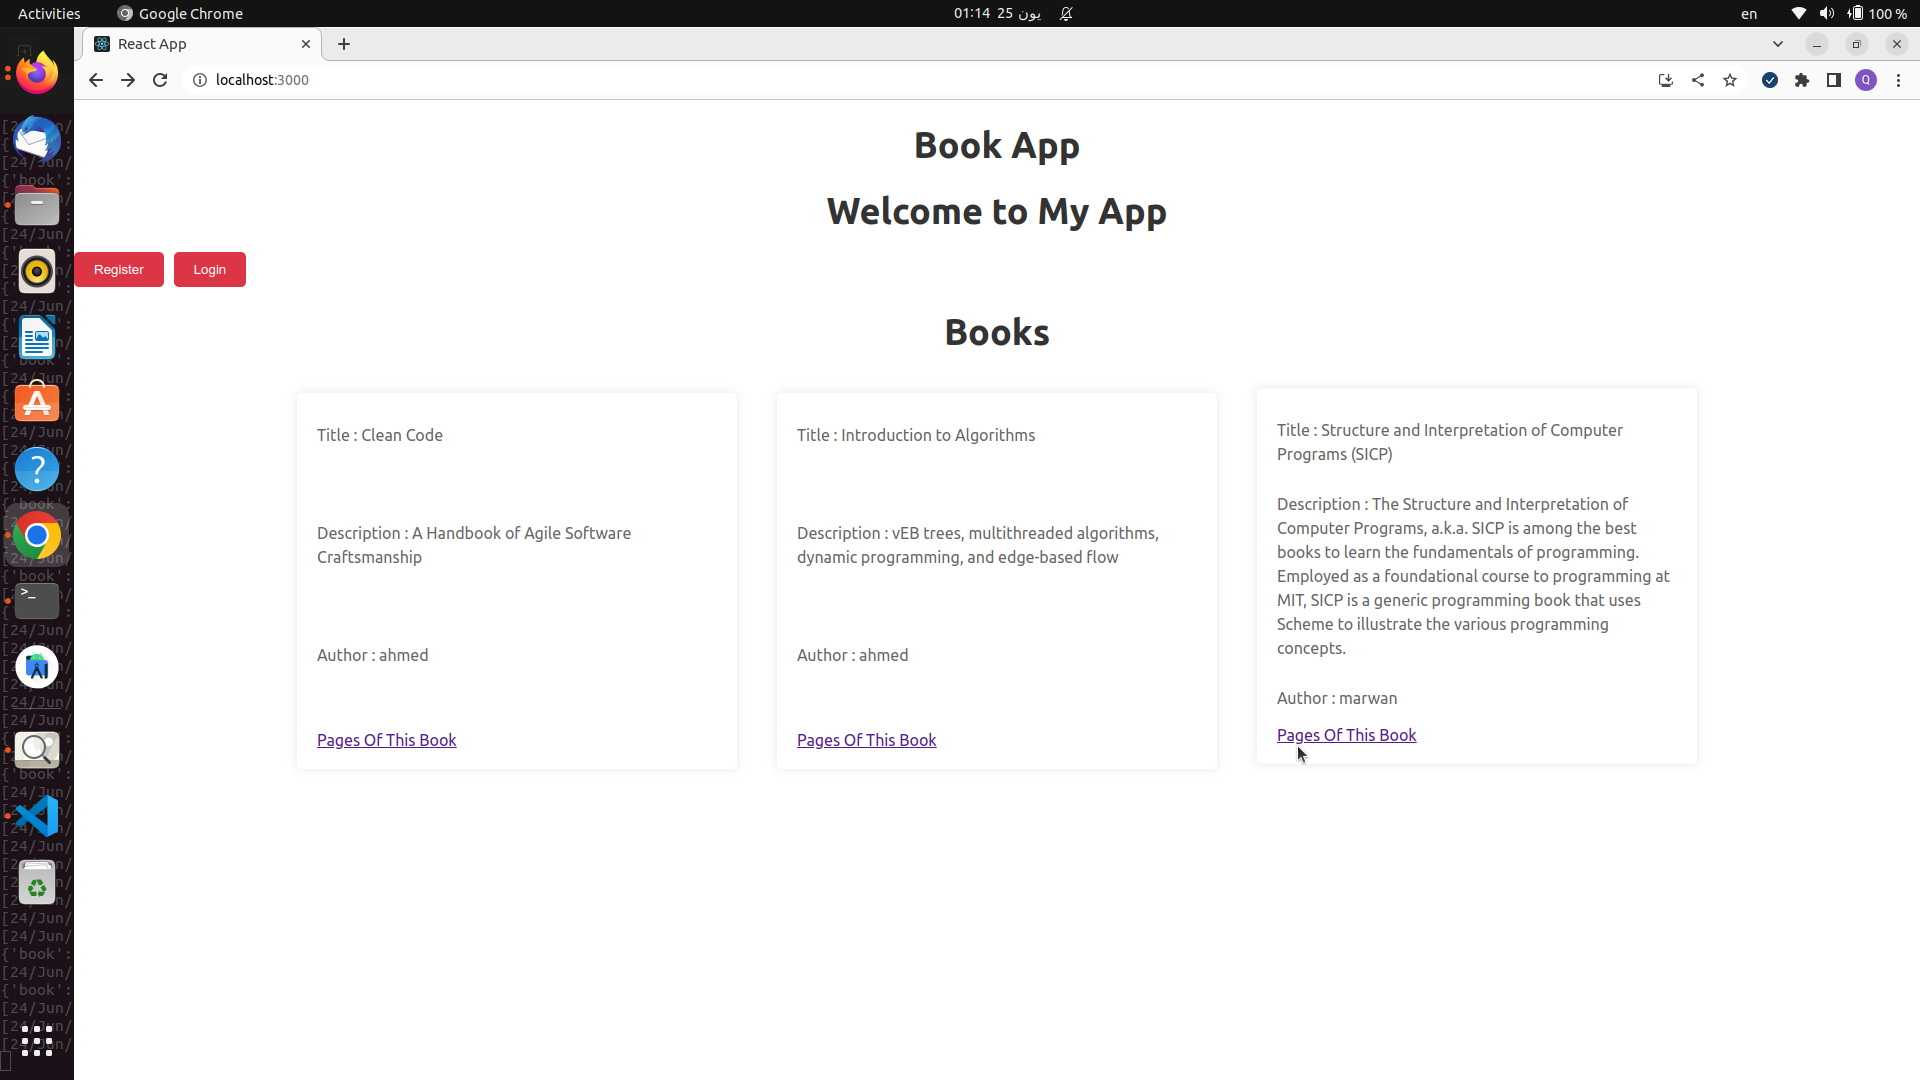 Activities
Google Chrome
01:14 25 يون
en
100 %
React App
localhost:3000
Q
Book App
Welcome to My App
Register
Login
Books
Title : Clean Code
Description : A Handbook of Agile Software
Craftsmanship
Author : ahmed
Pages Of This Book
Title : Introduction to Algorithms
Description : vEB trees, multithreaded algorithms,
dynamic programming, and edge-based flow
Author : ahmed
Pages Of This Book
Title : Structure and Interpretation of Computer
Programs (SICP)
Description : The Structure and Interpretation of
Computer Programs, a.k.a. SICP is among the best
books to learn the fundamentals of programming.
Employed as a foundational course to programming at
MIT, SICP is a generic programming book that uses
Scheme to illustrate the various programming
concepts.
Author : marwan
Pages Of This Book